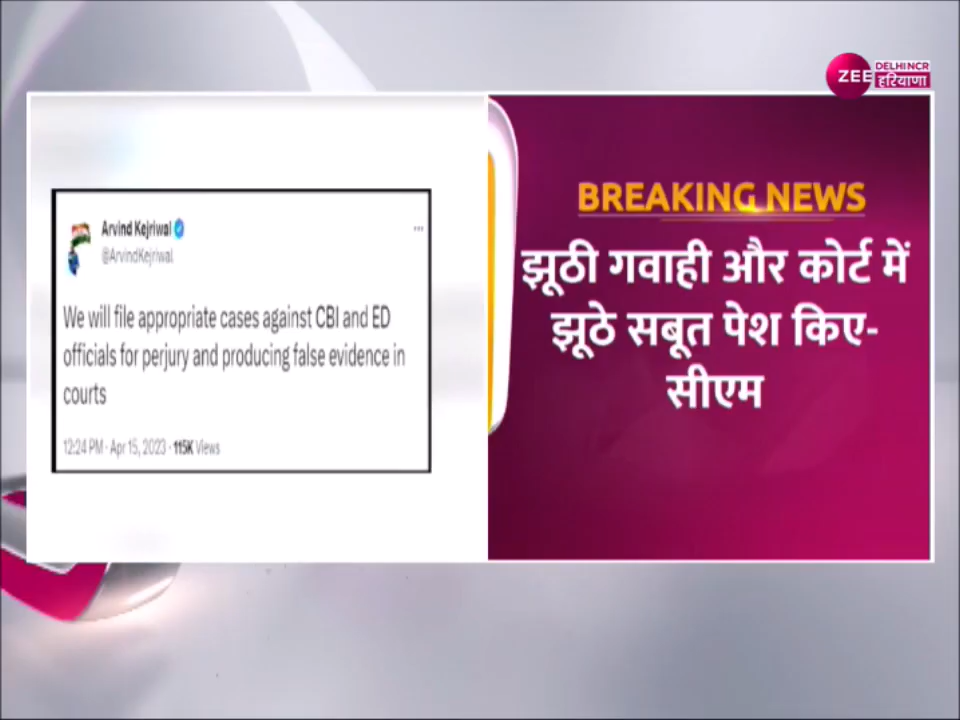 ZEE
DELHI NCR
हरियाणा
Arvind Kejriwal
@ArvindKejriwal
We will file appropriate cases against CBI and ED
officials for perjury and producing false evidence in
courts
12:24 PM · Apr 15, 2023 · 115K Views
BREAKING NEWS
झूठी गवाही और कोर्ट में
झूठे सबूत पेश किए-
सीएम